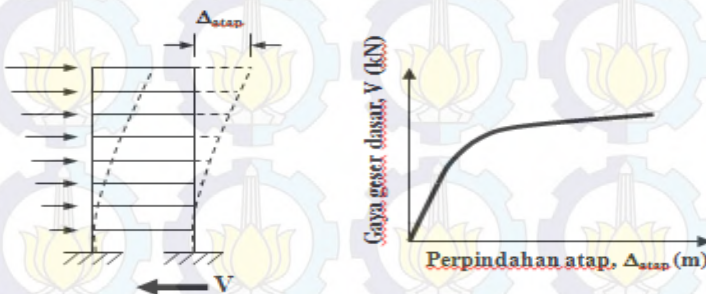 Δatap
V
Gaya geser dasar, V (kN)
Perpindahan atap, Δatap (m)